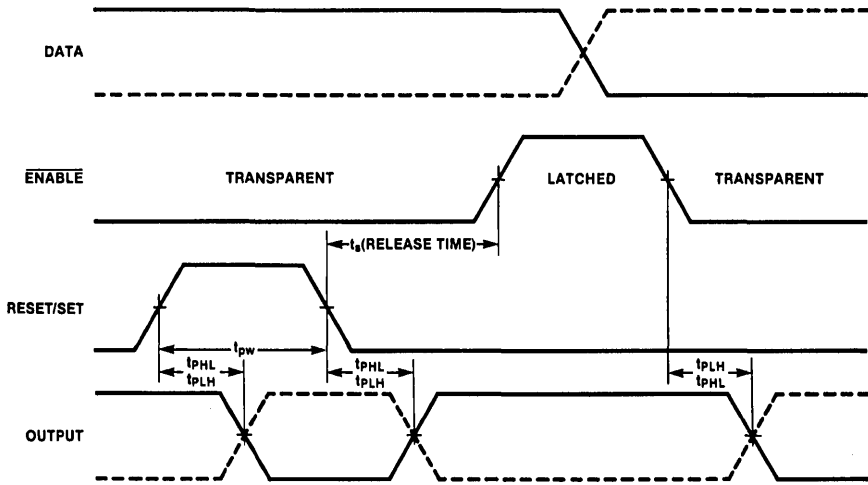 DATA
ENABLE
TRANSPARENT
LATCHED
TRANSPARENT
ts(RELEASE TIME)
RESET/SET
tpw
tPHL
tPLH
tPHL
tPLH
tPLH
tPHL
OUTPUT